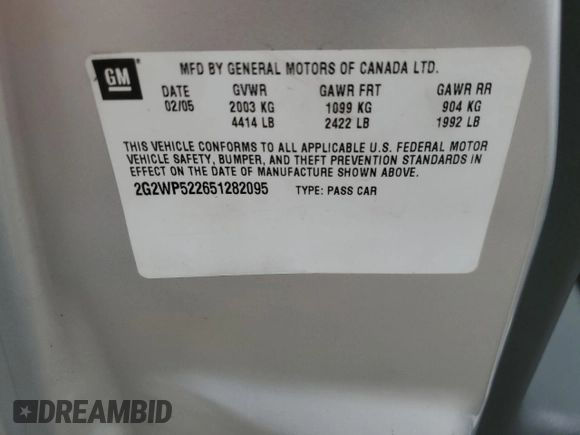 GM
MFD BY GENERAL MOTORS OF CANADA LTD.
DATE GVWR GAWR FRT GAWR RR
02/05 2003 KG 1099 KG 904 KG
4414 LB 2422 LB 1992 LB
THIS VEHICLE CONFORMS TO ALL APPLICABLE U.S. FEDERAL MOTOR
VEHICLE SAFETY, BUMPER, AND THEFT PREVENTION STANDARDS IN
EFFECT ON THE DATE OF MANUFACTURE SHOWN ABOVE.
2G2WP522651282095 TYPE: PASS CAR
DREAMBID